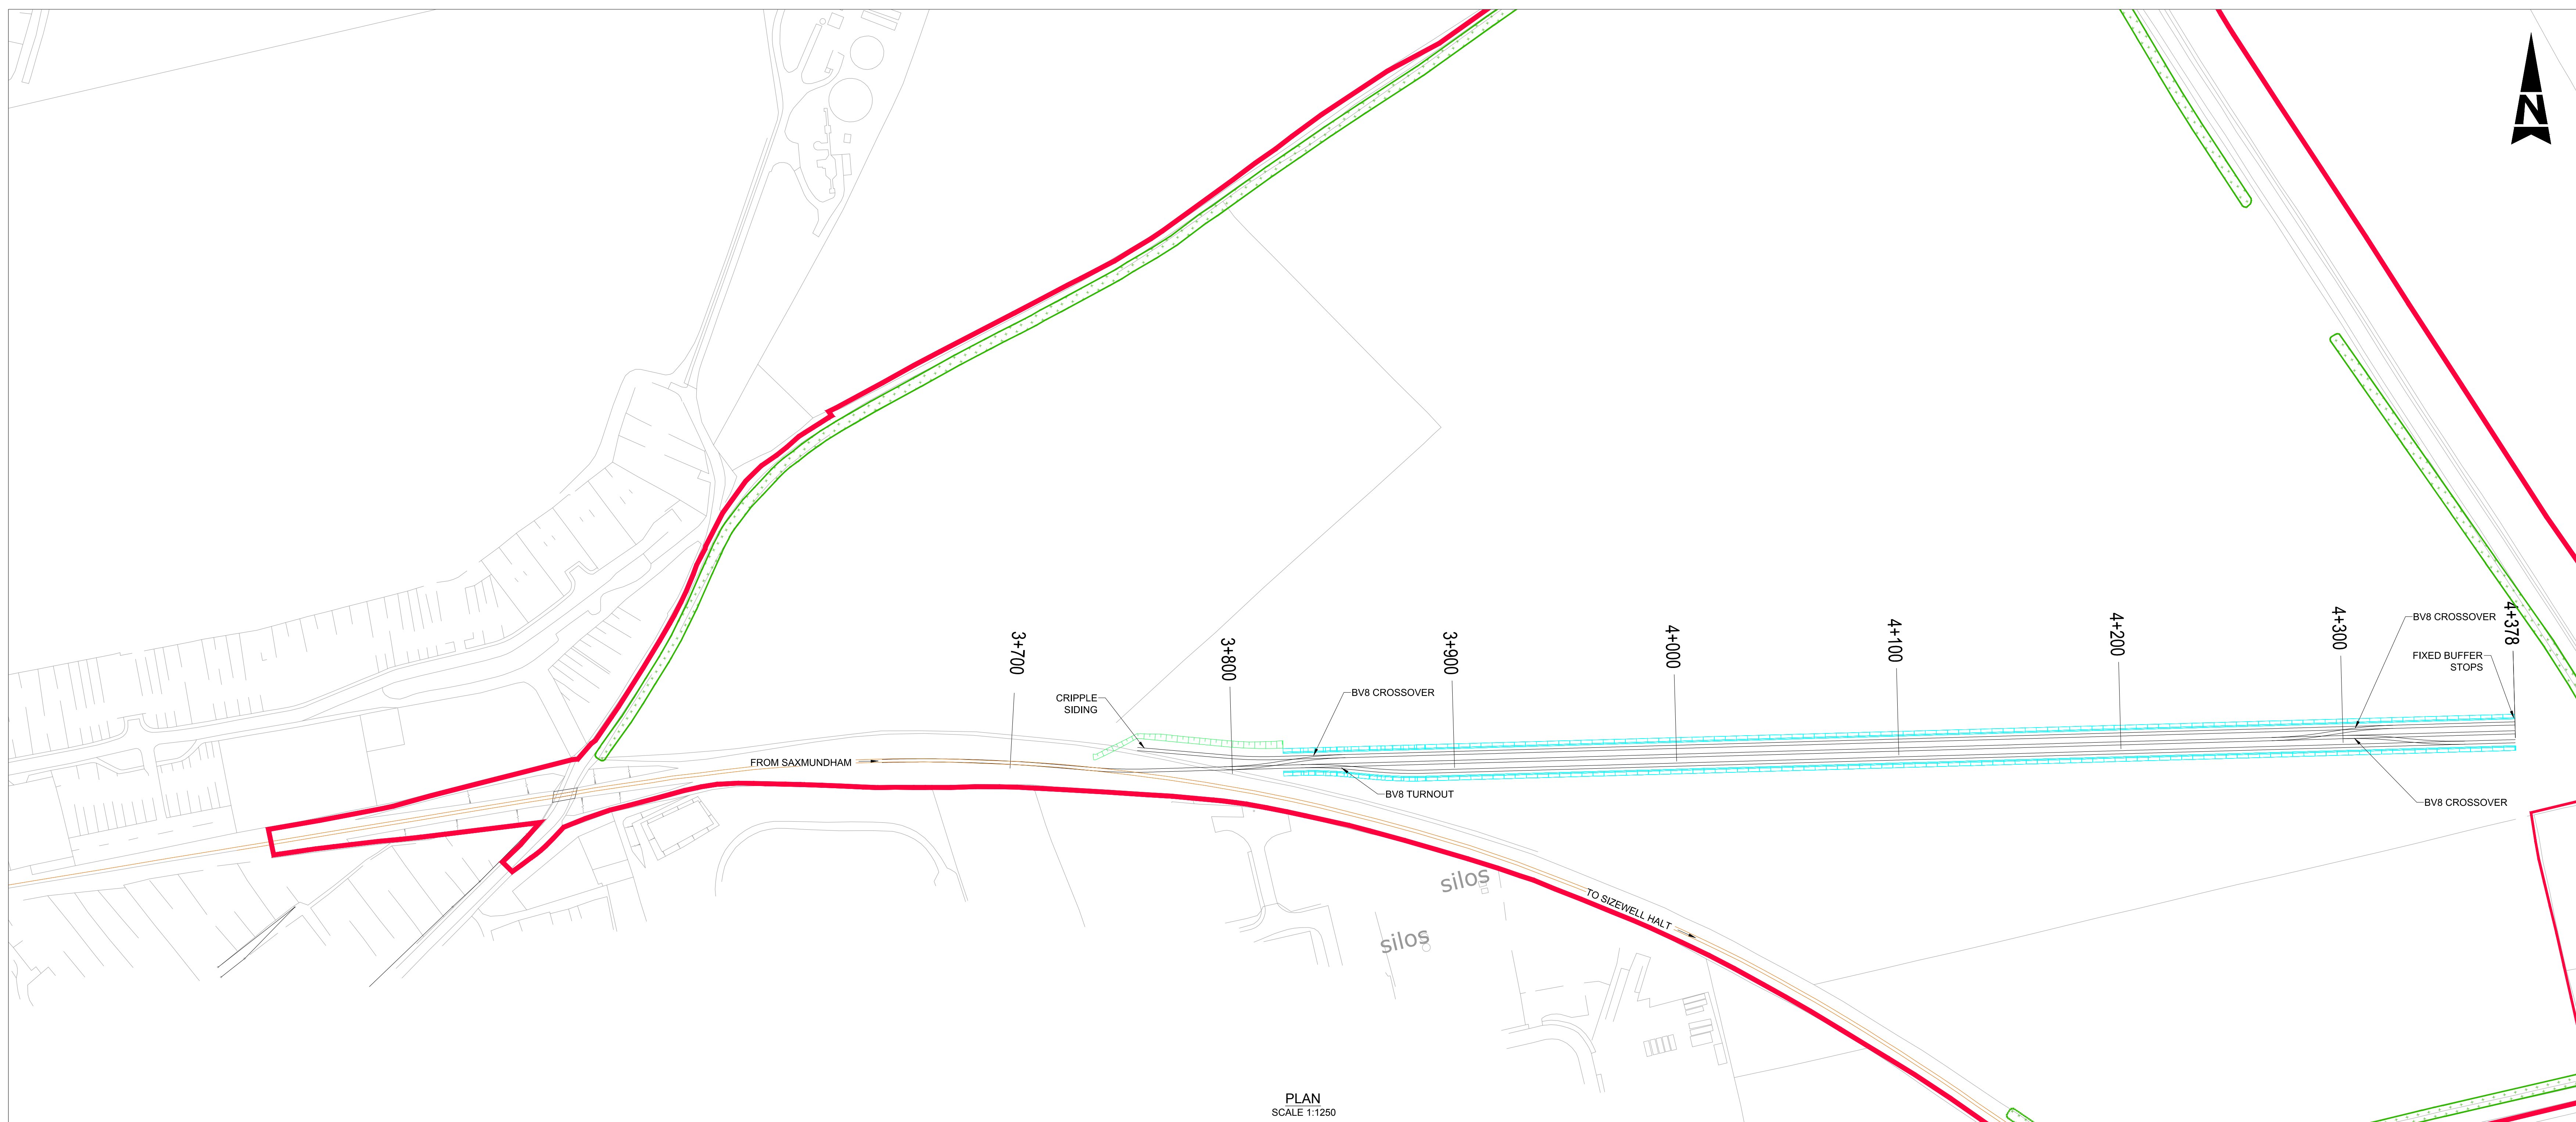 N
4+378
4+300
4+200
4+100
4+000
3+900
3+800
3+700
BV8 CROSSOVER
FIXED BUFFER
STOPS
CRIPPLE
SIDING
BV8 CROSSOVER
FROM SAXMUNDHAM
BV8 TURNOUT
BV8 CROSSOVER
silos
silos
TO SIZEWELL HALT
PLAN
SCALE 1:1250